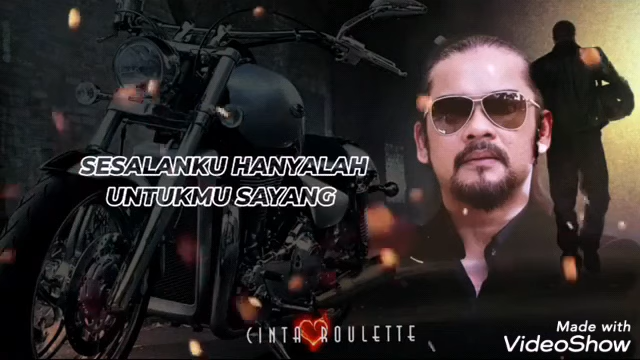 SESALANKU HANYALAH
UNTUKMU SAYANG
CINTA ROULETTE
Made with
VideoShow